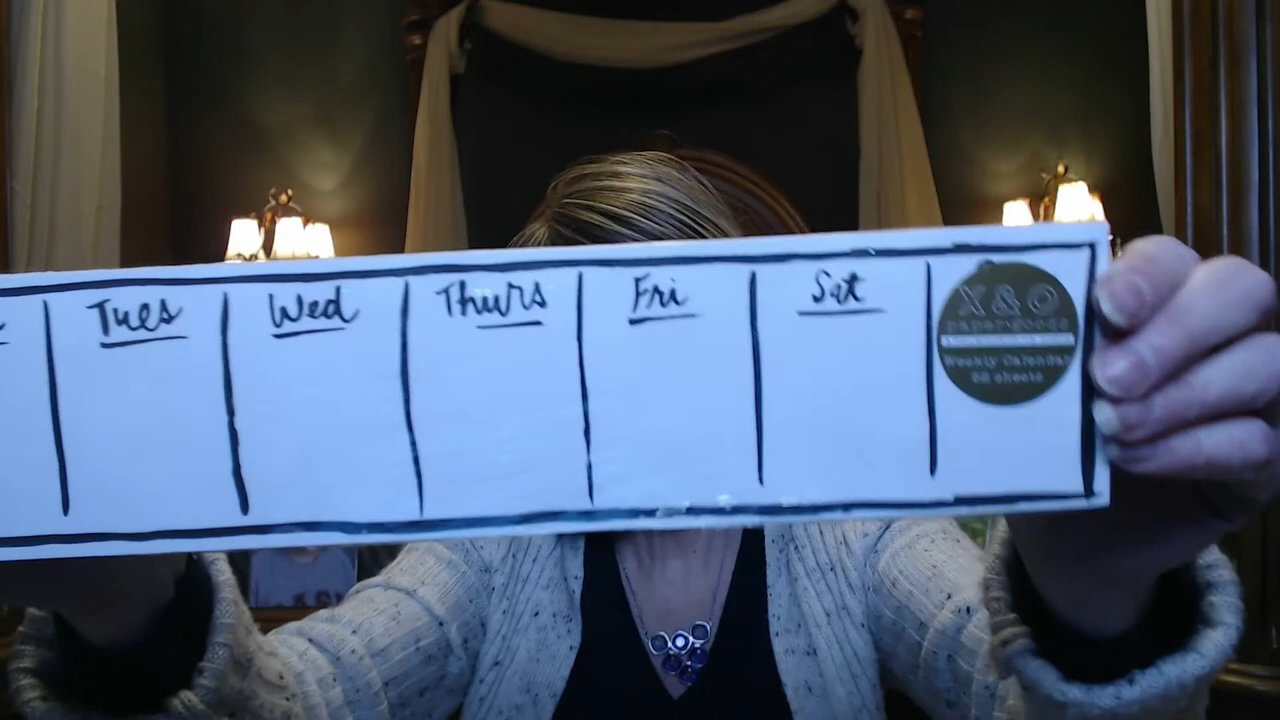 Tues
Wed
Thurs
Fri
Sat
X & O
paper•goods
Weekly Calendar
52 sheets